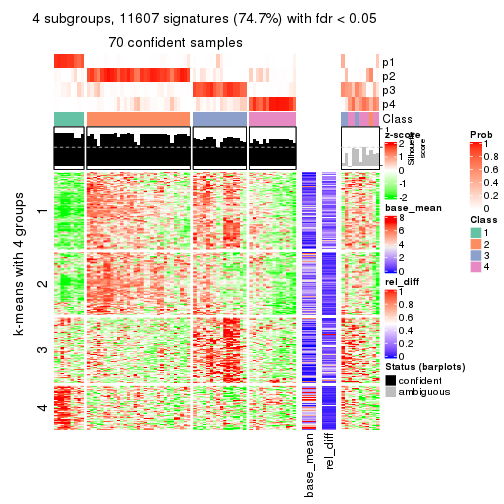 4 subgroups, 11607 signatures (74.7%) with fdr < 0.05
70 confident samples
p1
p2
p3
p4
Class
1
Silhouette
score
k-means with 4 groups
1
2
3
4
base_mean
rel_diff
z-score
2
1
0
-1
-2
base_mean
8
6
4
2
0
rel_diff
1
0.8
0.6
0.4
0.2
0
Status (barplots)
confident
ambiguous
Prob
1
0.8
0.6
0.4
0.2
0
Class
1
2
3
4